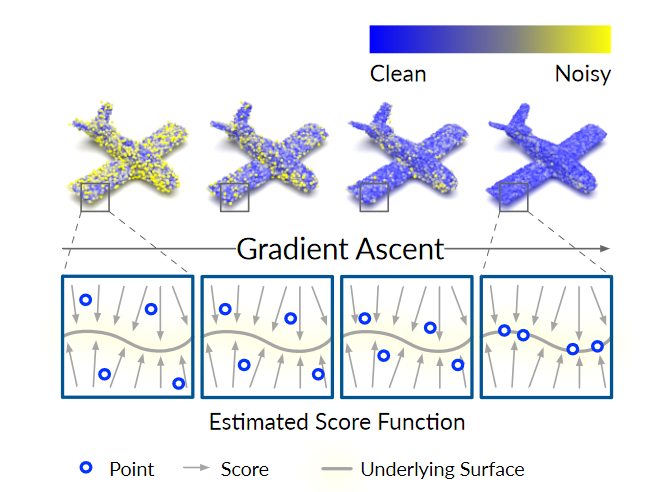 Clean Noisy
Gradient Ascent
Estimated Score Function
Point Score Underlying Surface